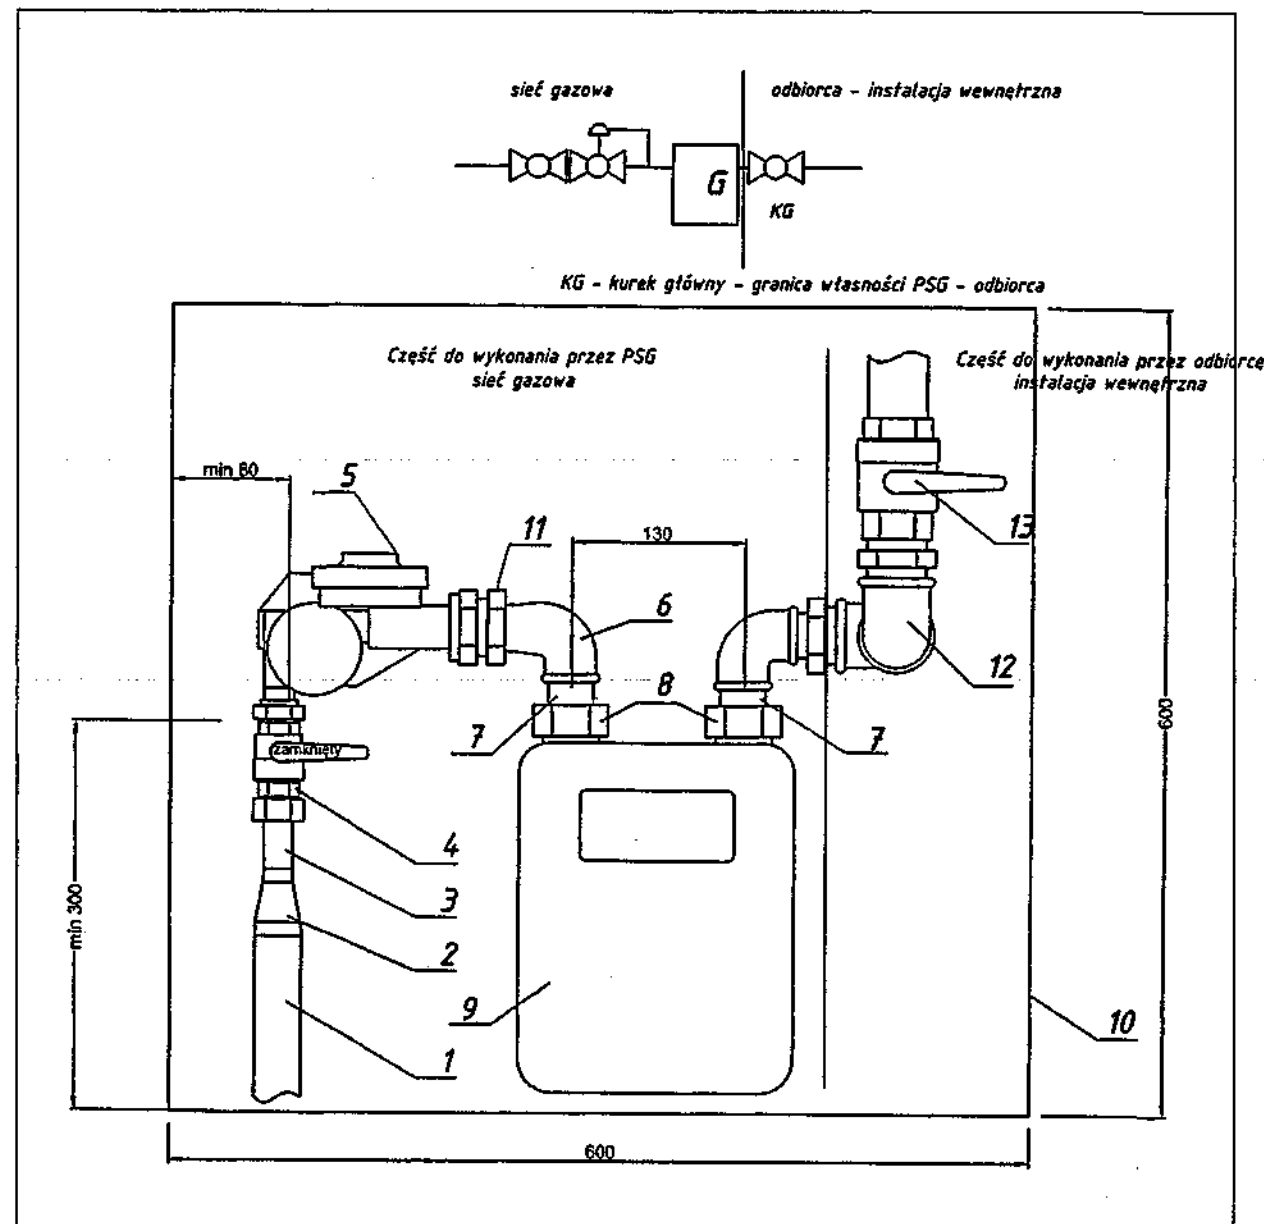 sieć gazowa
odbiorca - instalacja wewnętrzna
G
KG
KG - kurek główny - granica własności PSG - odbiorca
Część do wykonania przez PSG
sieć gazowa
Część do wykonania przez odbiorcę
instalacja wewnętrzna
min 80
5
11
130
13
6
12
8
7
7
600
zamknięty
4
3
min 300
2
9
10
1
600